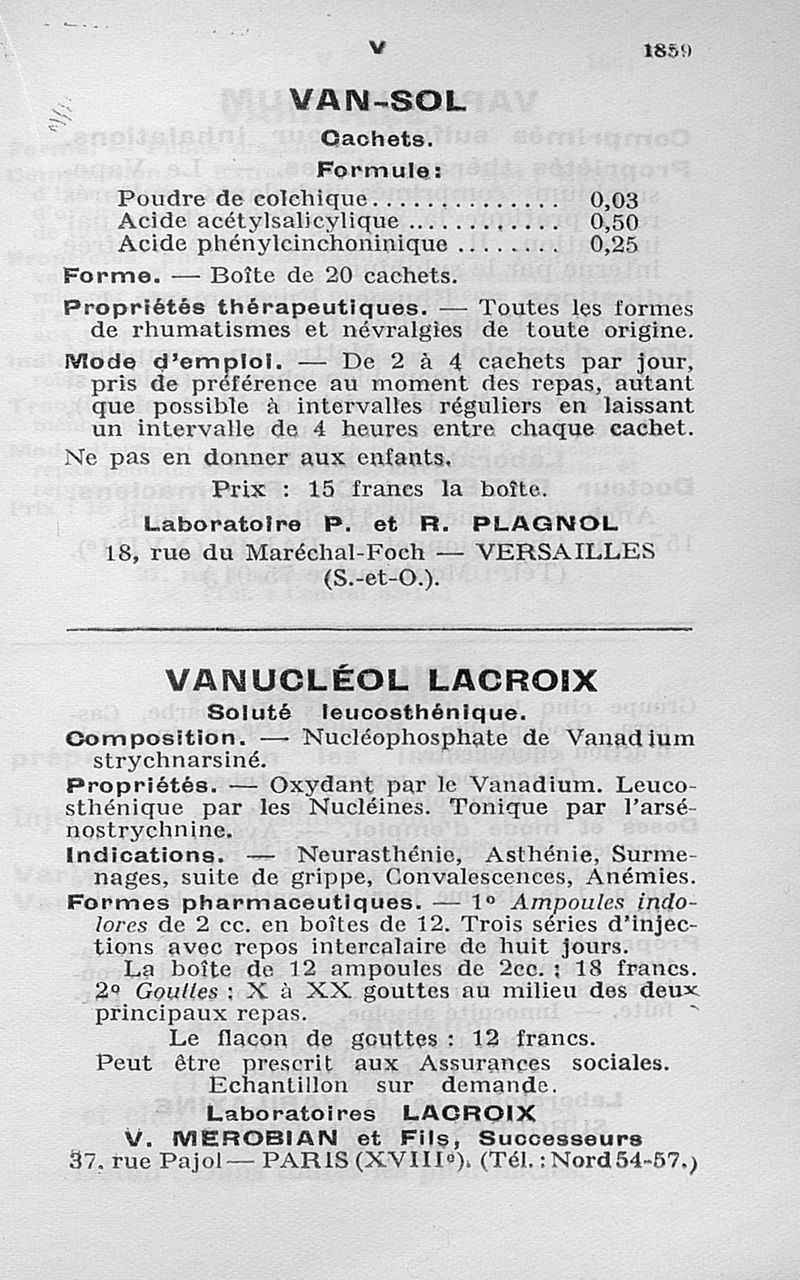 V 1859
VAN-SOL
Cachets.
Formule:
Poudre de colchique............... 0,03
Acide acétylsalicylique ........... 0,50
Acide phénylcinchoninique ........ 0,25
Forme. — Boîte de 20 cachets.
Propriétés thérapeutiques. — Toutes les formes
de rhumatismes et névralgies de toute origine.
Mode d'emploi. — De 2 à 4 cachets par jour,
pris de préférence au moment des repas, autant
que possible à intervalles réguliers en laissant
un intervalle de 4 heures entre chaque cachet.
Ne pas en donner aux enfants.
Prix : 15 francs la boîte.
Laboratoire P. et R. PLAGNOL
18, rue du Maréchal-Foch — VERSAILLES
(S.-et-O.).
VANUCLÉOL LACROIX
Soluté leucosthénique.
Composition. — Nucléophosphate de Vanadium
strychnarsiné.
Propriétés. — Oxydant par le Vanadium. Leuco-
sthénique par les Nucléines. Tonique par l'arsé-
nostrychnine.
Indications. — Neurasthénie, Asthénie, Surme-
nages, suite de grippe, Convalescences, Anémies.
Formes pharmaceutiques. — 1° Ampoules indo-
lores de 2 cc. en boîtes de 12. Trois séries d'injec-
tions avec repos intercalaire de huit jours.
La boîte de 12 ampoules de 2cc. : 18 francs.
2° Gouttes : X à XX gouttes au milieu des deux
principaux repas.
Le flacon de gouttes : 12 francs.
Peut être prescrit aux Assurances sociales.
Echantillon sur demande.
Laboratoires LACROIX
V. MEROBIAN et Fils, Successeurs
37, rue Pajol — PARIS (XVIIIe). (Tél. : Nord 54-57.)